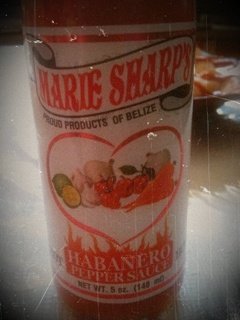 MARIE SHARP'S
PROUD PRODUCTS OF BELIZE
HABANERO
PEPPER SAUCE
NET WT. 5 oz. (148 ml)